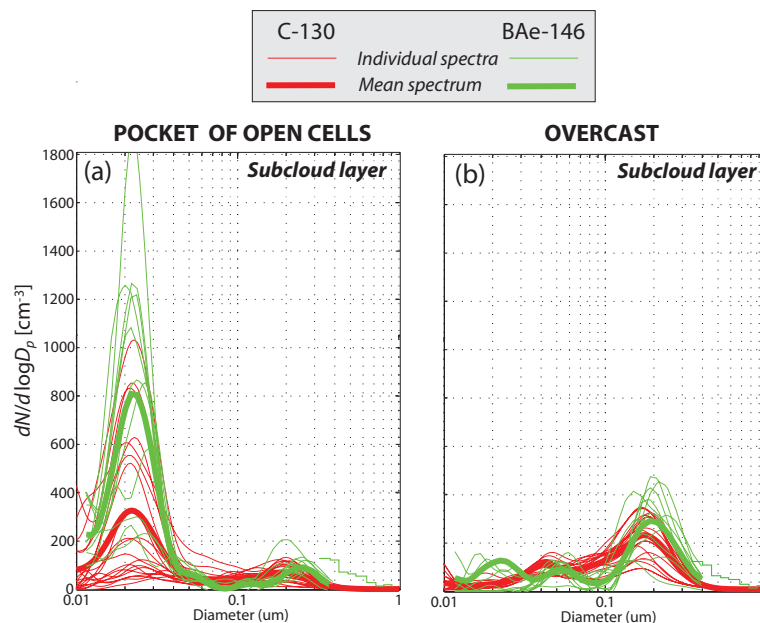 C-130 BAe-146
Individual spectra
Mean spectrum
POCKET OF OPEN CELLS OVERCAST
(a) Subcloud layer (b) Subcloud layer
1800
1600
1400
1200
1000
800
600
400
200
0
dN/d logDp [cm-3]
0.01 0.1 1 0.01 0.1
Diameter (um) Diameter (um)